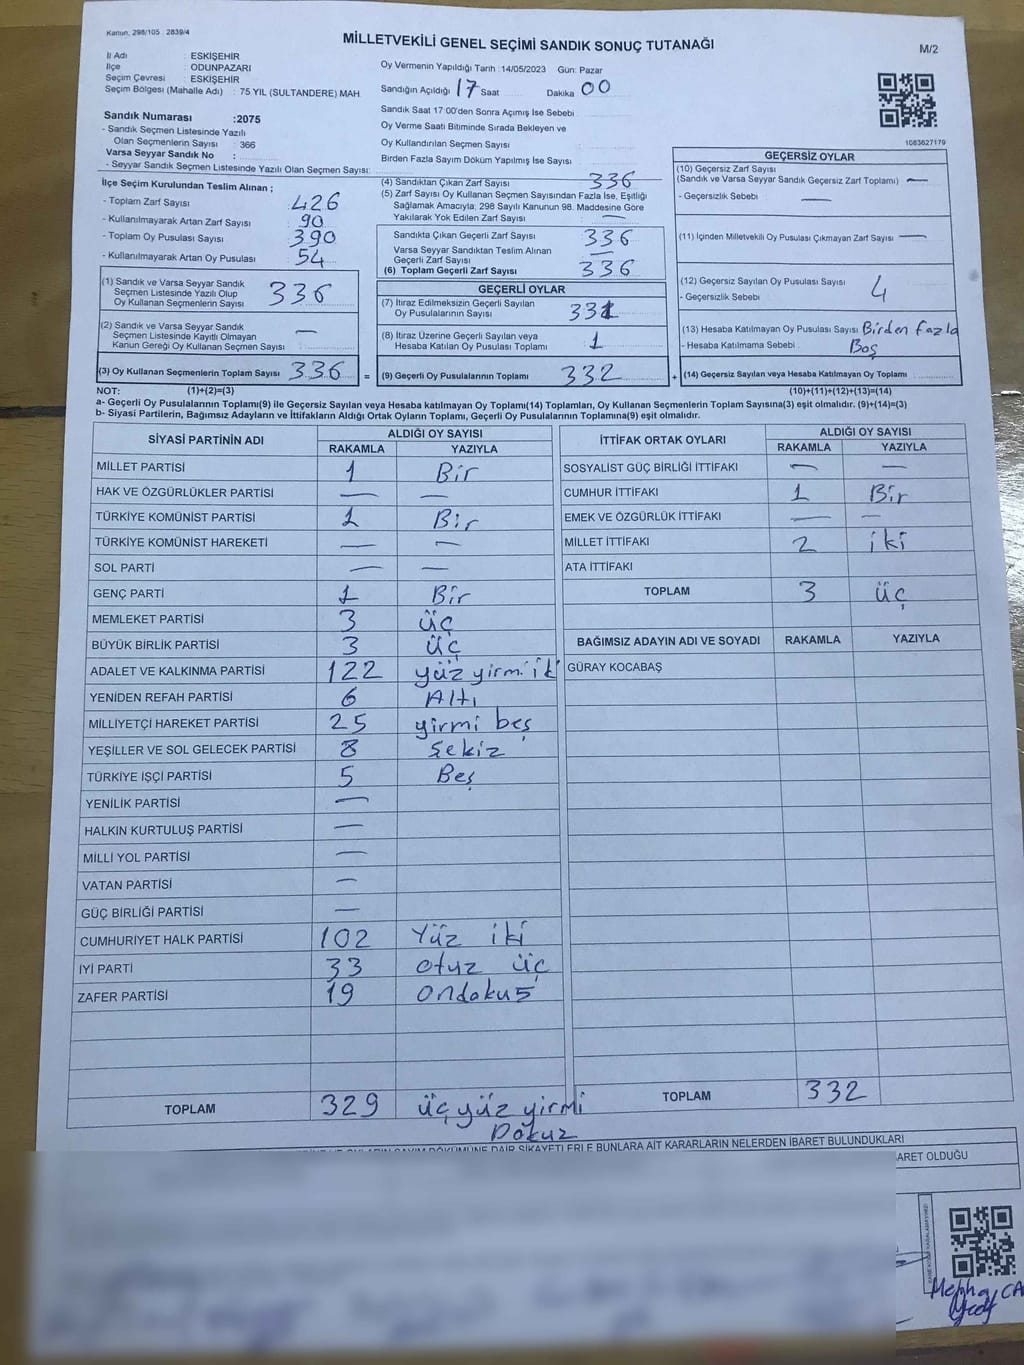 Kanun, 298/105 2839/4
MİLLETVEKİLİ GENEL SEÇİMİ SANDIK SONUÇ TUTANAĞI
M/2
İl Adı : ESKİŞEHİR
İlçe : ODUNPAZARI
Seçim Çevresi : ESKİŞEHİR
Seçim Bölgesi (Mahalle Adı) : 75 YIL (SULTANDERE) MAH.
Oy Vermenin Yapıldığı Tarih : 14/05/2023 Gün: Pazar
Sandığın Açıldığı 17 Saat Dakika 00
Sandık Saat 17:00'den Sonra Açımış İse Sebebi
Oy Verme Saati Bitiminde Sırada Bekleyen ve
Oy Kullandırılan Seçmen Sayısı
Birden Fazla Sayım Döküm Yapılmış İse Sayısı
1083627179
Sandık Numarası :2075
- Sandık Seçmen Listesinde Yazılı
Olan Seçmenlerin Sayısı : 366
Varsa Seyyar Sandık No :
- Seyyar Sandık Seçmen Listesinde Yazılı Olan Seçmen Sayısı:
İlçe Seçim Kurulundan Teslim Alınan ;
- Toplam Zarf Sayısı 426
- Kullanılmayarak Artan Zarf Sayısı 90
- Toplam Oy Pusulası Sayısı 390
- Kullanılmayarak Artan Oy Pusulası 54
(1) Sandık ve Varsa Seyyar Sandık
Seçmen Listesinde Yazılı Olup
Oy Kullanan Seçmenlerin Sayısı 336
(2) Sandık ve Varsa Seyyar Sandık
Seçmen Listesinde Kayıtlı Olmayan
Kanun Gereği Oy Kullanan Seçmen Sayısı : —
(3) Oy Kullanan Seçmenlerin Toplam Sayısı 336 =
(4) Sandıktan Çıkan Zarf Sayısı 336
(5) Zarf Sayısı Oy Kullanan Seçmen Sayısından Fazla İse, Eşitliği
Sağlamak Amacıyla; 298 Sayılı Kanunun 98. Maddesine Göre
Yakılarak Yok Edilen Zarf Sayısı —
Sandıkta Çıkan Geçerli Zarf Sayısı 336
Varsa Seyyar Sandıktan Teslim Alınan
Geçerli Zarf Sayısı —
(6) Toplam Geçerli Zarf Sayısı 336
GEÇERLİ OYLAR
(7) İtiraz Edilmeksizin Geçerli Sayılan
Oy Pusulalarının Sayısı 331
(8) İtiraz Üzerine Geçerli Sayılan veya
Hesaba Katılan Oy Pusulası Toplamı 1
(9) Geçerli Oy Pusulalarının Toplamı 332 +
GEÇERSİZ OYLAR
(10) Geçersiz Zarf Sayısı
(Sandık ve Varsa Seyyar Sandık Geçersiz Zarf Toplamı) —
- Geçersizlik Sebebi —
(11) İçinden Milletvekili Oy Pusulası Çıkmayan Zarf Sayısı —
(12) Geçersiz Sayılan Oy Pusulası Sayısı 4
- Geçersizlik Sebebi
(13) Hesaba Katılmayan Oy Pusulası Sayısı Birden fazla
- Hesaba Katılmama Sebebi Boş
(14) Geçersiz Sayılan veya Hesaba Katılmayan Oy Toplamı
NOT: (1)+(2)=(3) (10)+(11)+(12)+(13)=(14)
a- Geçerli Oy Pusulalarının Toplamı(9) ile Geçersiz Sayılan veya Hesaba katılmayan Oy Toplamı(14) Toplamları, Oy Kullanan Seçmenlerin Toplam Sayısına(3) eşit olmalıdır. (9)+(14)=(3)
b- Siyasi Partilerin, Bağımsız Adayların ve İttifakların Aldığı Ortak Oyların Toplamı, Geçerli Oy Pusulalarının Toplamına(9) eşit olmalıdır.
SİYASİ PARTİNİN ADI ALDIĞI OY SAYISI
RAKAMLA YAZIYLA
MİLLET PARTİSİ 1 Bir
HAK VE ÖZGÜRLÜKLER PARTİSİ — —
TÜRKİYE KOMÜNİST PARTİSİ 1 Bir
TÜRKİYE KOMÜNİST HAREKETİ — —
SOL PARTİ — —
GENÇ PARTİ 1 Bir
MEMLEKET PARTİSİ 3 üç
BÜYÜK BİRLİK PARTİSİ 3 üç
ADALET VE KALKINMA PARTİSİ 122 yüz yirmi ik
YENİDEN REFAH PARTİSİ 6 Altı
MİLLİYETÇİ HAREKET PARTİSİ 25 yirmi beş
YEŞİLLER VE SOL GELECEK PARTİSİ 8 Sekiz
TÜRKİYE İŞÇİ PARTİSİ 5 Beş
YENİLİK PARTİSİ —
HALKIN KURTULUŞ PARTİSİ —
MİLLİ YOL PARTİSİ —
VATAN PARTİSİ —
GÜÇ BİRLİĞİ PARTİSİ —
CUMHURİYET HALK PARTİSİ 102 Yüz iki
İYİ PARTİ 33 otuz üç
ZAFER PARTİSİ 19 ondokuz
TOPLAM 329 üçyüz yirmi
Dokuz
İTTİFAK ORTAK OYLARI ALDIĞI OY SAYISI
RAKAMLA YAZIYLA
SOSYALİST GÜÇ BİRLİĞİ İTTİFAKI — —
CUMHUR İTTİFAKI 1 Bir
EMEK VE ÖZGÜRLÜK İTTİFAKI — —
MİLLET İTTİFAKI 2 iki
ATA İTTİFAKI
TOPLAM 3 üç
BAĞIMSIZ ADAYIN ADI VE SOYADI RAKAMLA YAZIYLA
GÜRAY KOCABAŞ
TOPLAM 332
DÖKÜMÜNE DAİR ŞİKAYETLERLE BUNLARA AİT KARARLARIN NELERDEN İBARET BULUNDUKLARI
BARET OLDUĞU